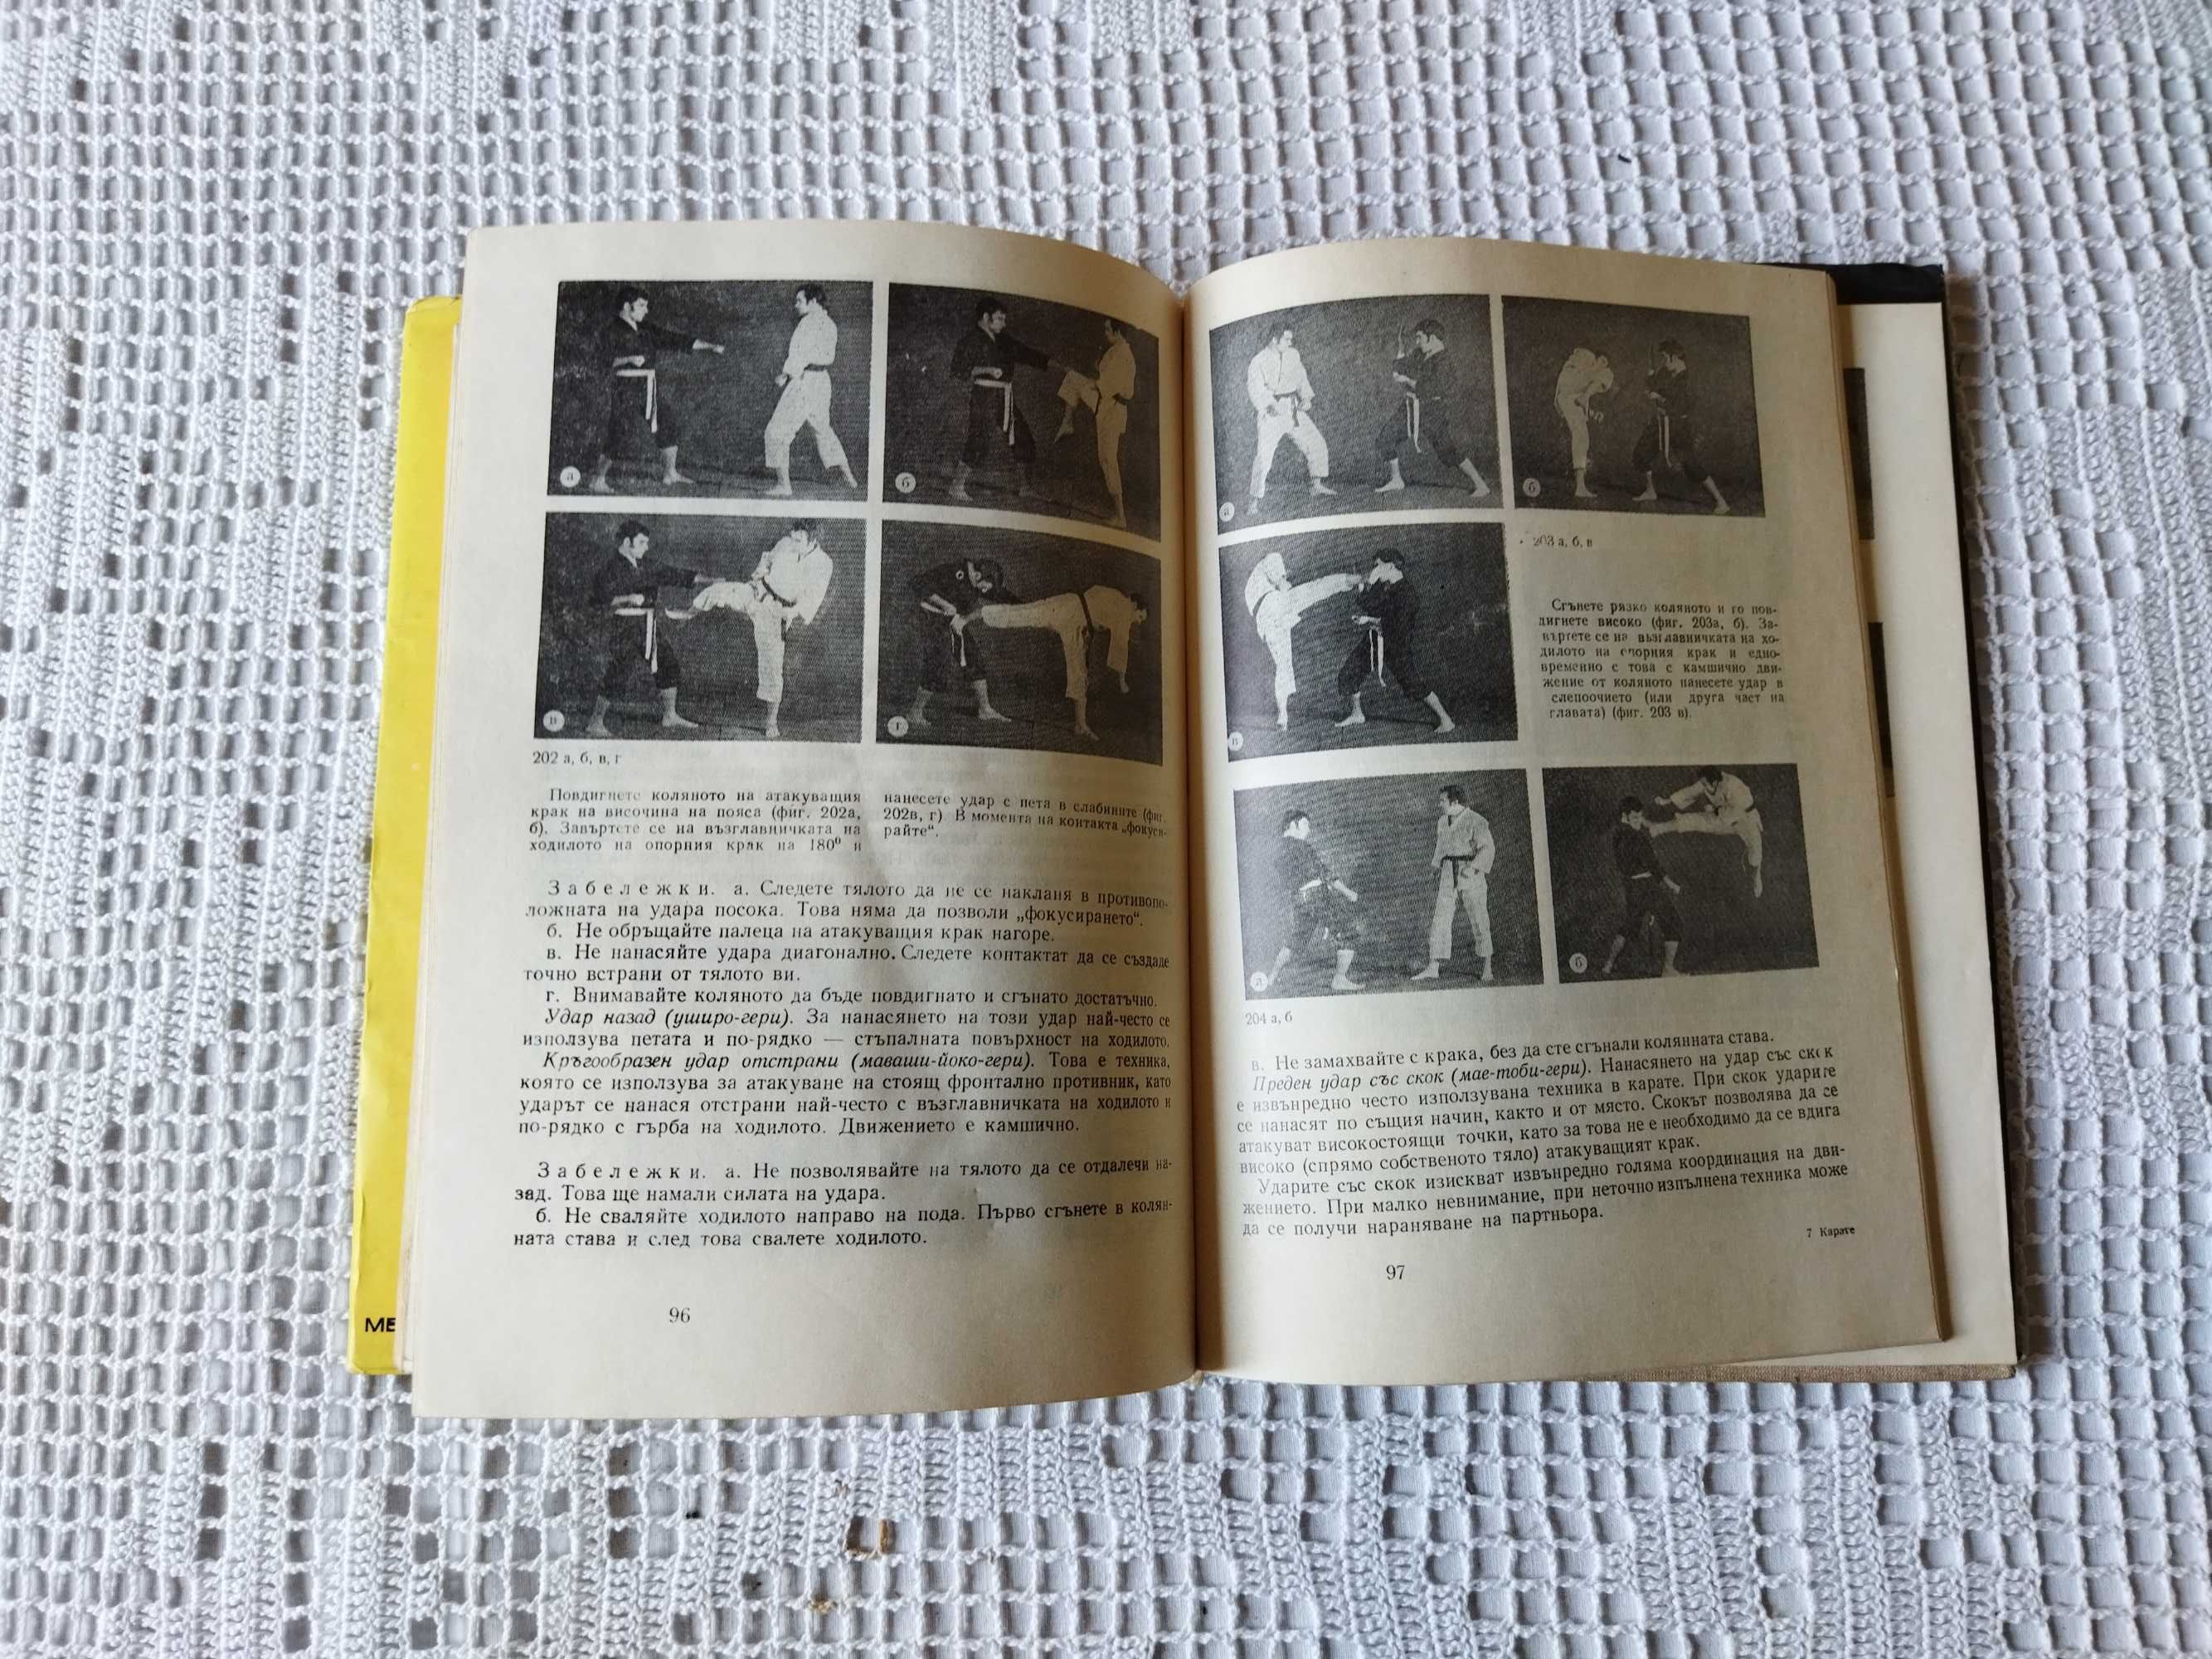 а
б
в
г
202 а, б, в, г
Повдигнете коляното на атакуващия
крак на височина на пояса (фиг. 202а,
б). Завъртете се на възглавничката на
ходилото на опорния крак на 180⁰ и
нанесете удар с пета в слабините (фиг.
202в, г) В момента на контакта „фокуси-
райте“.
Забележки. а. Следете тялото да не се накланя в противопо-
ложната на удара посока. Това няма да позволи „фокусирането“.
б. Не обръщайте палеца на атакуващия крак нагоре.
в. Не нанасяйте удара диагонално. Следете контактат да се създаде
точно встрани от тялото ви.
г. Внимавайте коляното да бъде повдигнато и сгънато достатъчно.
Удар назад (уширо-гери). За нанасянето на този удар най-често се
използува петата и по-рядко — стъпалната повърхност на ходилото.
Кръгообразен удар отстрани (маваши-йоко-гери). Това е техника,
която се използува за атакуване на стоящ фронтално противник, като
ударът се нанася отстрани най-често с възглавничката на ходилото и
по-рядко с гърба на ходилото. Движението е камшично.
Забележки. а. Не позволявайте на тялото да се отдалечи на-
зад. Това ще намали силата на удара.
б. Не сваляйте ходилото направо на пода. Първо сгънете в колян-
ната става и след това свалете ходилото.
96
МЕ
а
б
203 а, б, в
в
Сгънете рязко коляното и го пов-
дигнете високо (фиг. 203а, б). За-
въртете се на възглавничката на хо-
дилото на опорния крак и едно-
временно с това с камшично дви-
жение от коляното нанесете удар в
слепоочието (или друга част на
главата) (фиг. 203 в).
а
б
204 а, б
в. Не замахвайте с крака, без да сте сгънали колянната става.
Преден удар със скок (мае-тоби-гери). Нанасянето на удар със скок
е извънредно често използувана техника в карате. При скок ударите
се нанасят по същия начин, както и от място. Скокът позволява да се
атакуват високостоящи точки, като за това не е необходимо да се вдига
високо (спрямо собственото тяло) атакуващият крак.
Ударите със скок изискват извънредно голяма координация на дви-
жението. При малко невнимание, при неточно изпълнена техника може
да се получи нараняване на партньора.
7 Карате
97